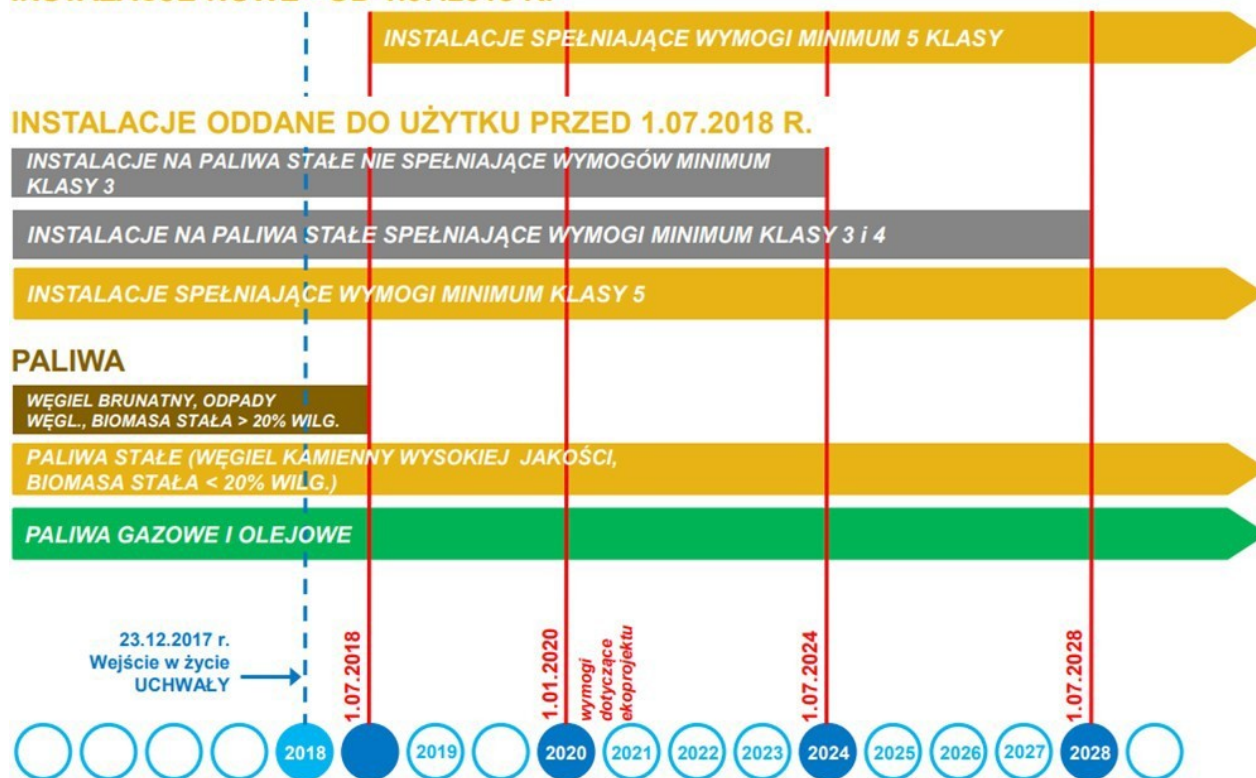 INSTALACJE SPEŁNIAJĄCE WYMOGI MINIMUM 5 KLASY
INSTALACJE ODDANE DO UŻYTKU PRZED 1.07.2018 R.
INSTALACJE NA PALIWA STAŁE NIE SPEŁNIAJĄCE WYMOGÓW MINIMUM
KLASY 3
INSTALACJE NA PALIWA STAŁE SPEŁNIAJĄCE WYMOGI MINIMUM KLASY 3 i 4
INSTALACJE SPEŁNIAJĄCE WYMOGI MINIMUM KLASY 5
PALIWA
WĘGIEL BRUNATNY, ODPADY
WĘGL., BIOMASA STAŁA > 20% WILG.
PALIWA STAŁE (WĘGIEL KAMIENNY WYSOKIEJ JAKOŚCI,
BIOMASA STAŁA < 20% WILG.)
PALIWA GAZOWE I OLEJOWE
23.12.2017 r.
Wejście w życie
UCHWAŁY
1.07.2018
1.01.2020
wymogi
dotyczące
ekoprojektu
1.07.2024
1.07.2028
2018 2019 2020 2021 2022 2023 2024 2025 2026 2027 2028